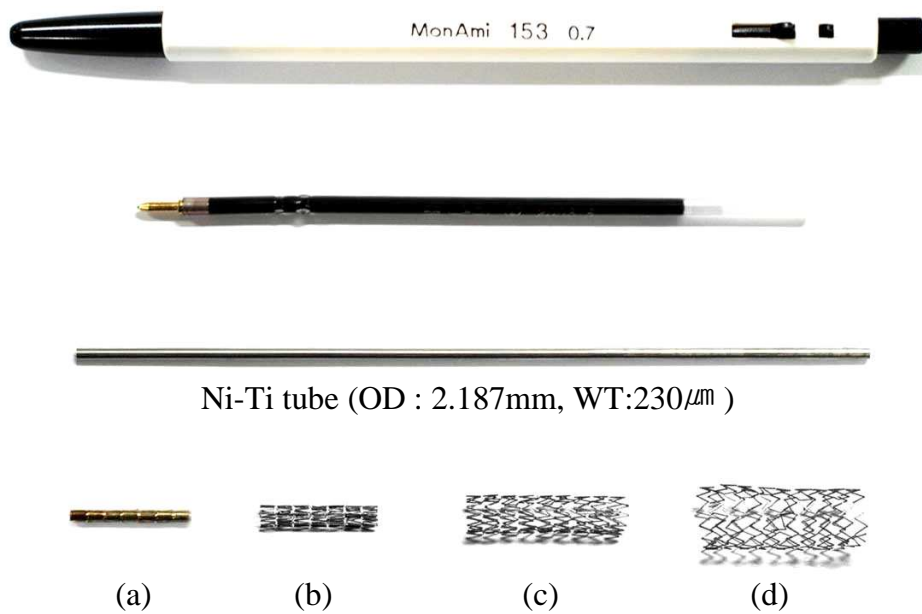 MonAmi 153 0.7
Ni-Ti tube (OD : 2.187mm, WT:230㎛ )
(a) (b) (c) (d)